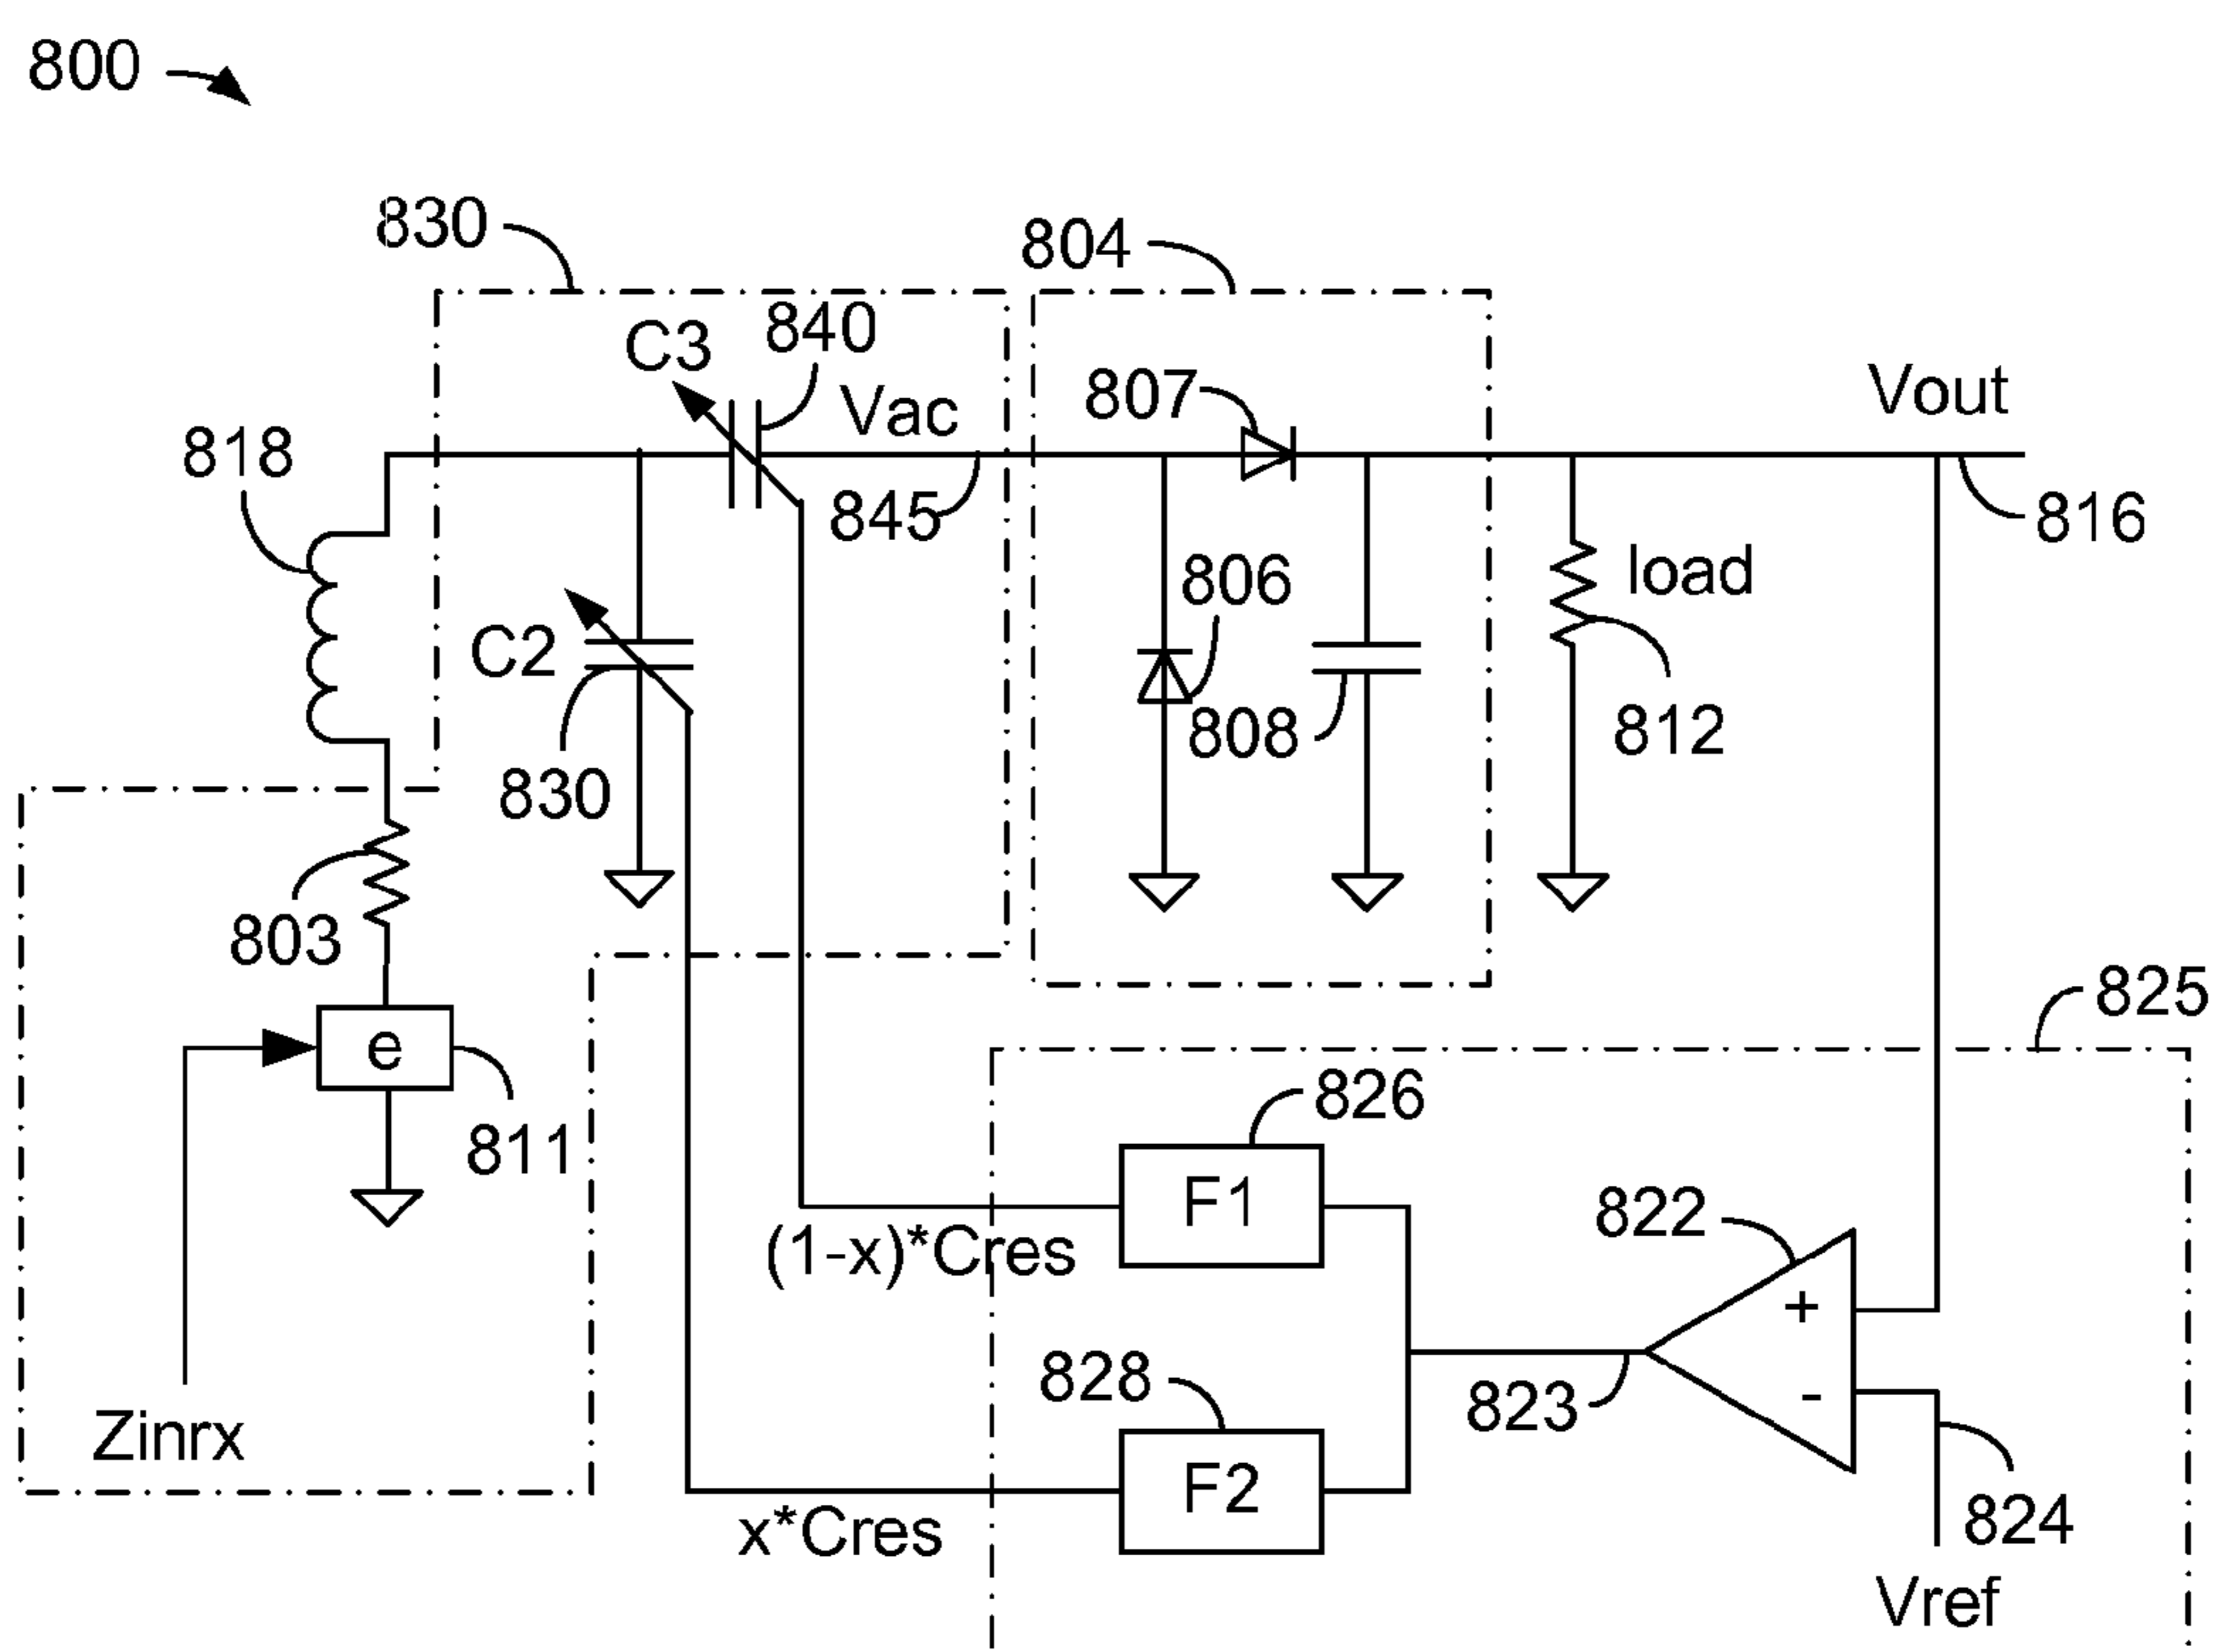 800
830
804
C3
840
Vac
807
Vout
818
845
816
806
load
C2
808
812
830
803
825
e
826
811
F1
822
(1-x)*Cres
+
828
-
823
Zinrx
F2
824
x*Cres
Vref